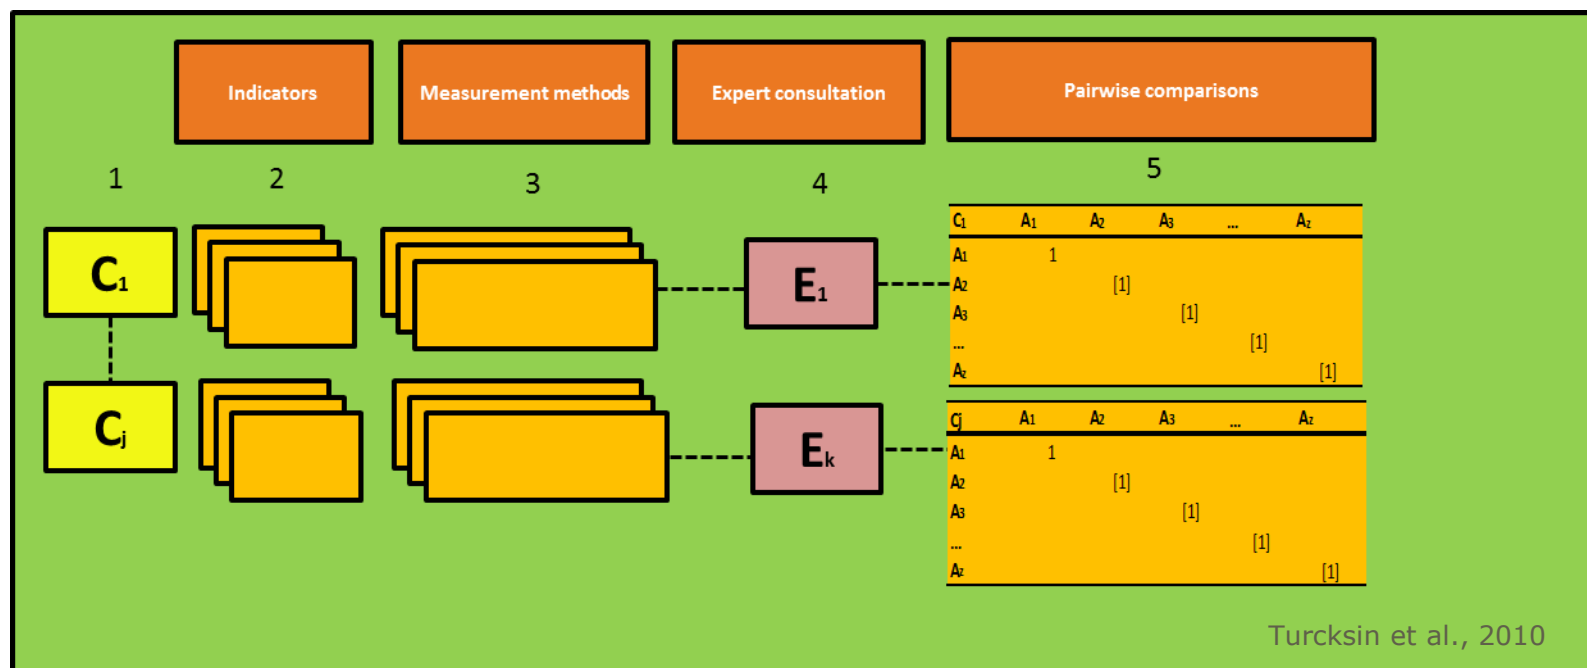 Indicators
Measurement methods
Expert consultation
Pairwise comparisons
1
2
3
4
5
C1
E1
C1 A1 A2 A3 ... Az
A1 1
A2 [1]
A3 [1]
... [1]
Az [1]
Cj
Ek
Cj A1 A2 A3 ... Az
A1 1
A2 [1]
A3 [1]
... [1]
Az [1]
Turcksin et al., 2010